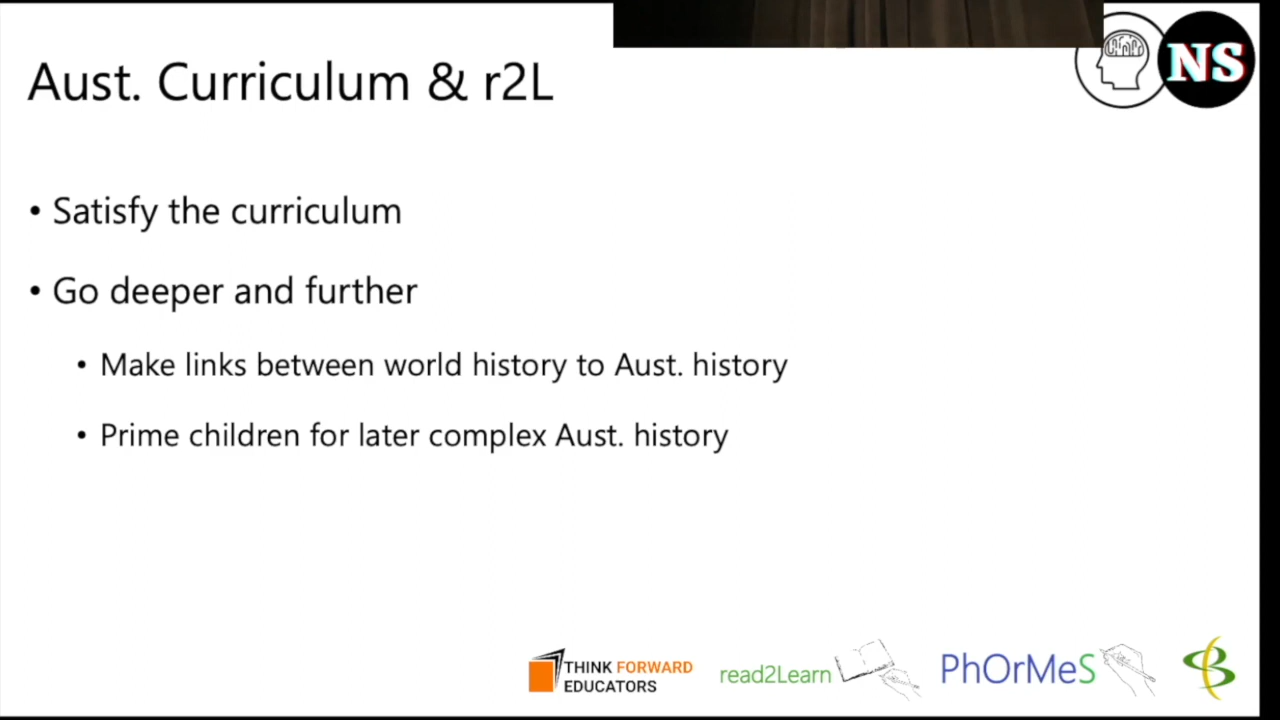 NS
Aust. Curriculum & r2L
• Satisfy the curriculum
• Go deeper and further
• Make links between world history to Aust. history
• Prime children for later complex Aust. history
THINK FORWARD
EDUCATORS
read2Learn
PhOrMeS